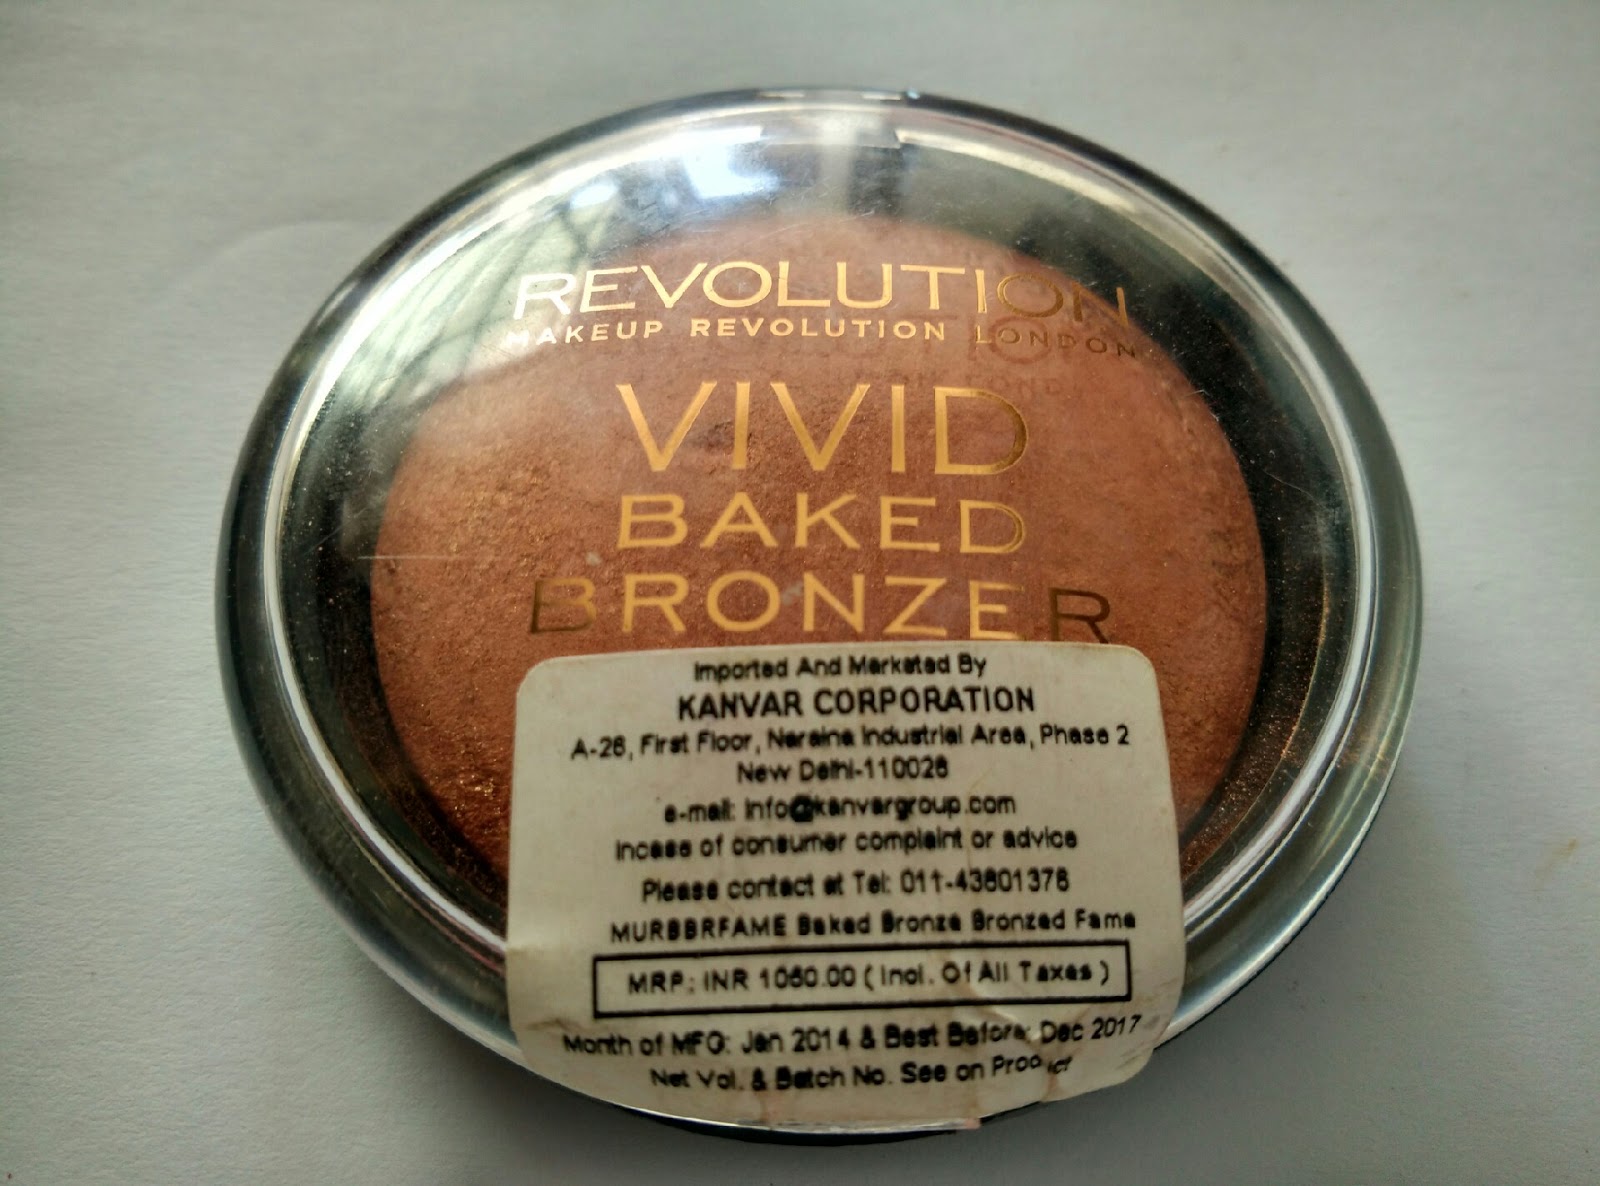 REVOLUTION
MAKEUP REVOLUTION LONDON
VIVID
BAKED
BRONZER
Imported And Marketed By
KANVAR CORPORATION
A-26, First Floor, Naraina Industrial Area, Phase 2
New Delhi-110028
e-mail: info@kanvargroup.com
Incase of consumer complaint or advice
Please contact at Tel: 011-43601378
MURBBRFAME Baked Bronze Bronzed Fame
MRP: INR 1060.00 ( Incl. Of All Taxes )
Month of MFG: Jan 2014 & Best Before: Dec 2017
Net Vol. & Batch No. See on Product